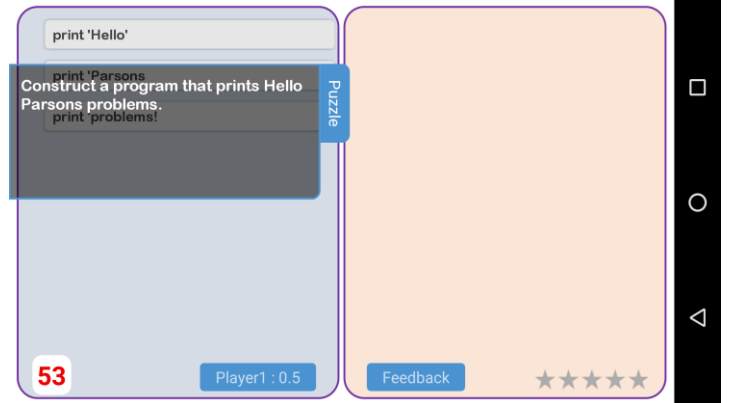 print 'Hello'
print 'Parsons
Construct a program that prints Hello
Parsons problems.
print 'problems!
Puzzle
53
Player1 : 0.5
Feedback